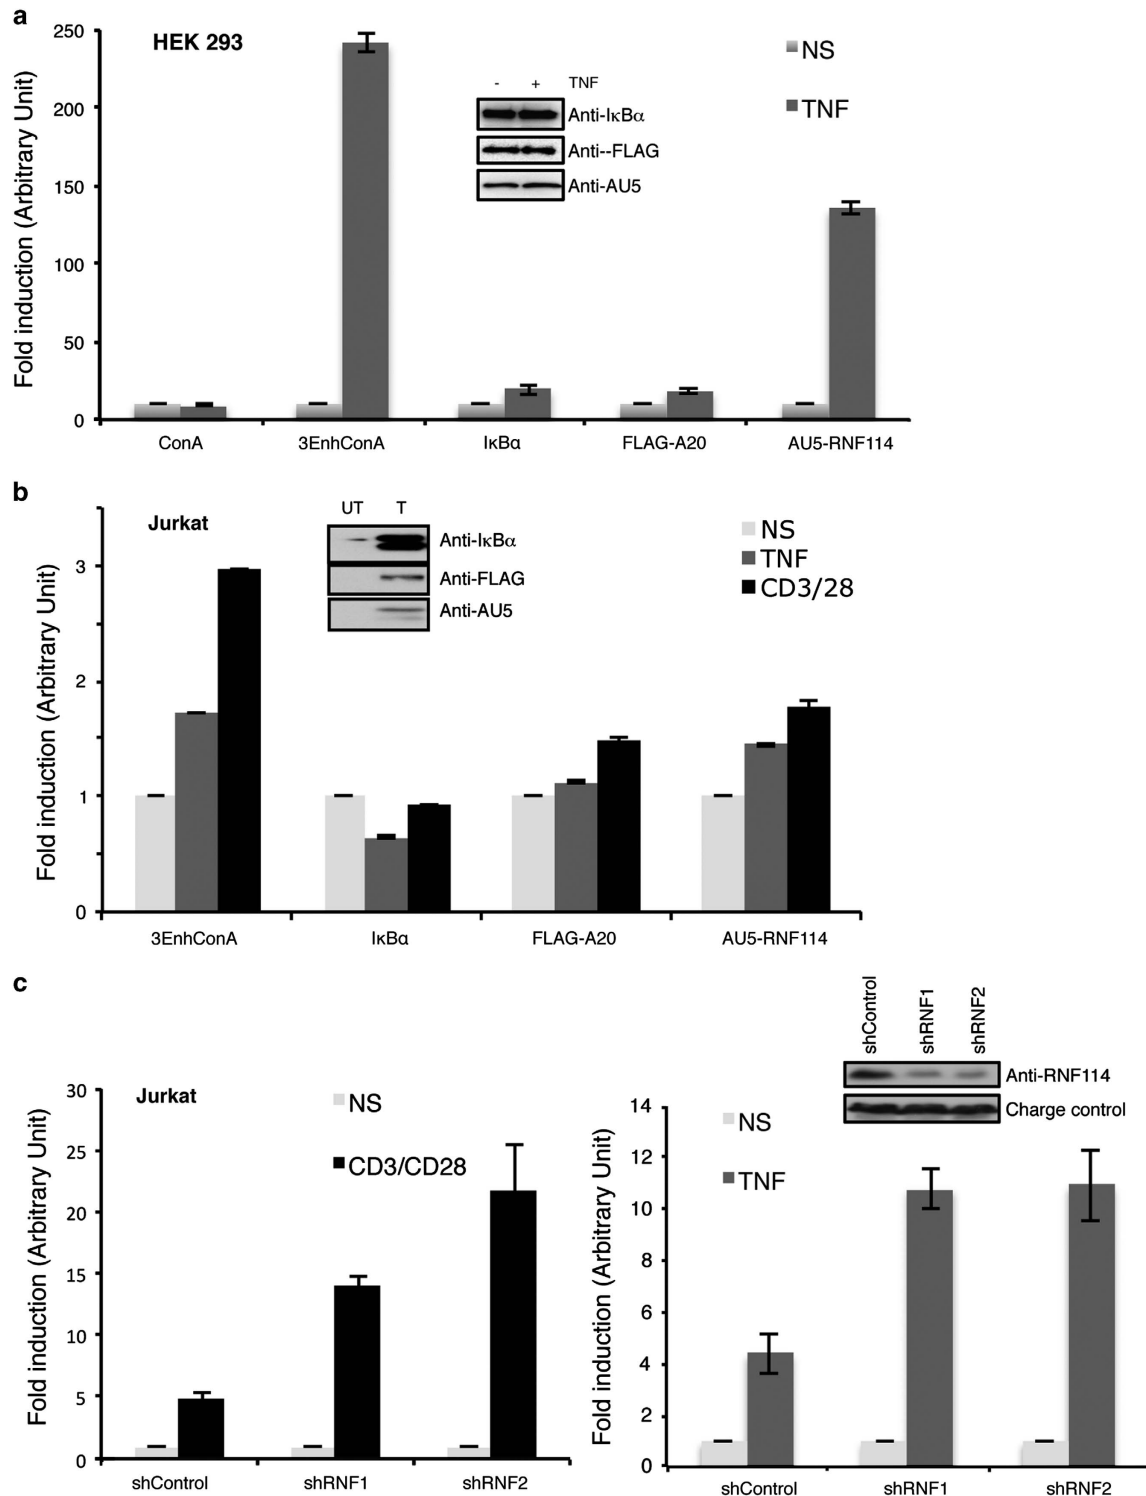 a
HEK 293
Fold induction (Arbitrary Unit)
250
200
150
100
50
0
NS
TNF
- + TNF
Anti-IκBα
Anti--FLAG
Anti-AU5
ConA 3EnhConA IκBα FLAG-A20 AU5-RNF114
b
Jurkat
Fold induction (Arbitrary Unit)
3
2
1
0
UT T
Anti-IκBα
Anti-FLAG
Anti-AU5
NS
TNF
CD3/28
3EnhConA IκBα FLAG-A20 AU5-RNF114
c
Jurkat
Fold induction (Arbitrary Unit)
30
25
20
15
10
5
0
NS
CD3/CD28
shControl shRNF1 shRNF2
shControl shRNF1 shRNF2
Anti-RNF114
Charge control
Fold induction (Arbitrary Unit)
14
12
10
8
6
4
2
0
NS
TNF
shControl shRNF1 shRNF2